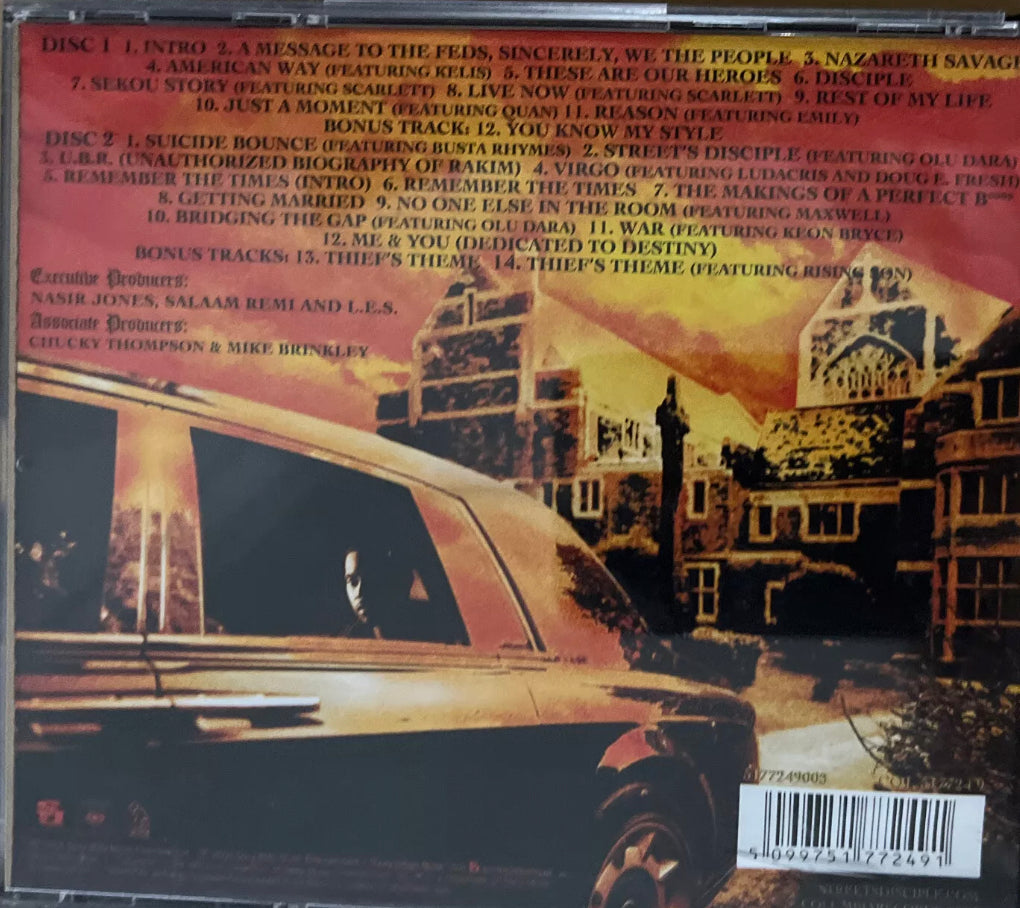 DISC 1 1. INTRO 2. A MESSAGE TO THE FEDS, SINCERELY, WE THE PEOPLE 3. NAZARETH SAVAGE
4. AMERICAN WAY (FEATURING KELIS) 5. THESE ARE OUR HEROES 6. DISCIPLE
7. SEKOU STORY (FEATURING SCARLETT) 8. LIVE NOW (FEATURING SCARLETT) 9. REST OF MY LIFE
10. JUST A MOMENT (FEATURING QUAN) 11. REASON (FEATURING EMILY)
BONUS TRACK: 12. YOU KNOW MY STYLE
DISC 2 1. SUICIDE BOUNCE (FEATURING BUSTA RHYMES) 2. STREET'S DISCIPLE (FEATURING OLU DARA)
3. U.B.R. (UNAUTHORIZED BIOGRAPHY OF RAKIM) 4. VIRGO (FEATURING LUDACRIS AND DOUG E. FRESH)
5. REMEMBER THE TIMES (INTRO) 6. REMEMBER THE TIMES 7. THE MAKINGS OF A PERFECT B****
8. GETTING MARRIED 9. NO ONE ELSE IN THE ROOM (FEATURING MAXWELL)
10. BRIDGING THE GAP (FEATURING OLU DARA) 11. WAR (FEATURING KEON BRYCE)
12. ME & YOU (DEDICATED TO DESTINY)
BONUS TRACKS: 13. THIEF'S THEME 14. THIEF'S THEME (FEATURING RISING SON)
Executive Producers:
NASIR JONES, SALAAM REMI AND L.E.S.
Associate Producers:
CHUCKY THOMPSON & MIKE BRINKLEY
5177249003
5 099751 772491
STREETSDISCIPLE.COM